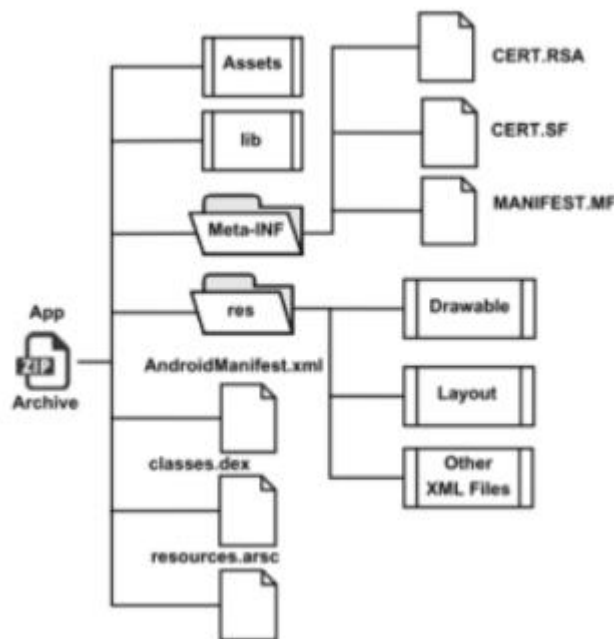 Assets
CERT.RSA
lib
CERT.SF
Meta-INF
MANIFEST.MF
res
Drawable
App
ZIP
Archive
AndroidManifest.xml
Layout
classes.dex
Other
XML Files
resources.arsc